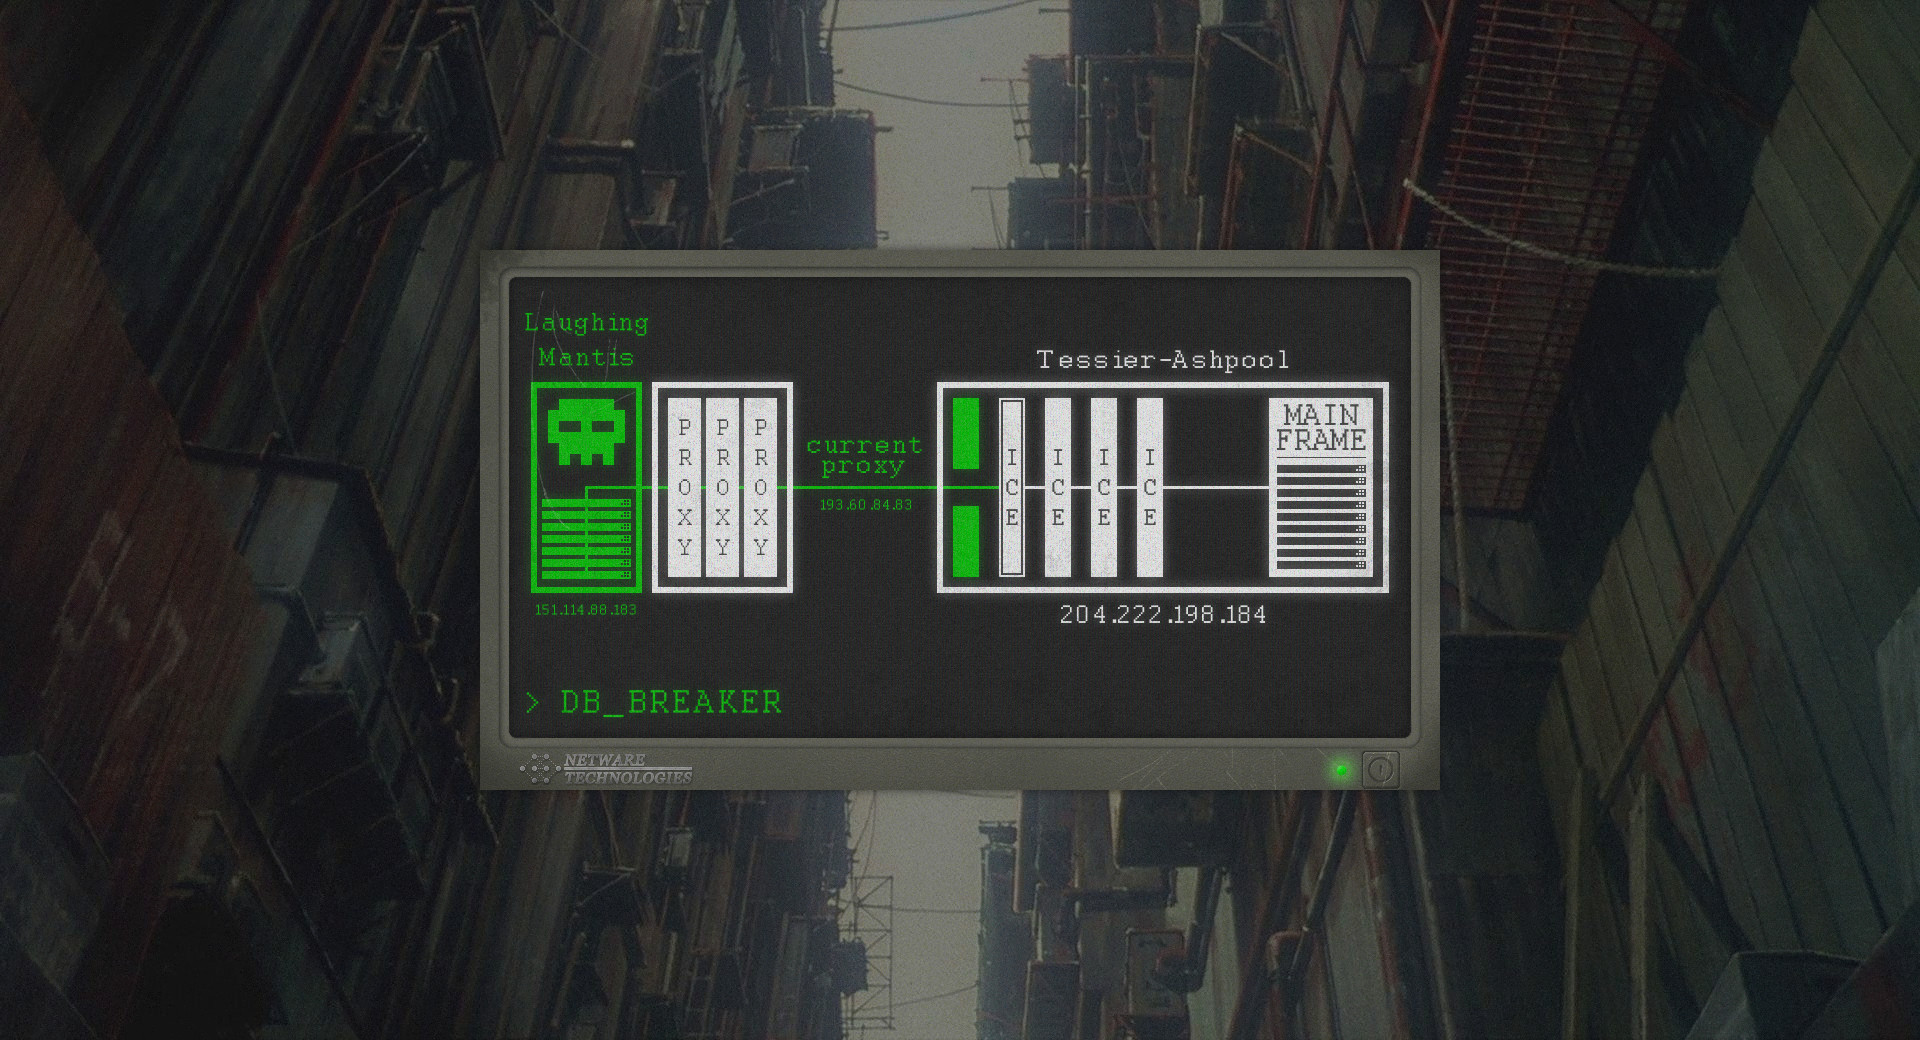 Laughing
Mantis
Tessier-Ashpool
PROXY
PROXY
PROXY
current
proxy
193.60.84.83
ICE
ICE
ICE
ICE
MAIN
FRAME
151.114.88.183
204.222.198.184
> DB_BREAKER
NETWARE
TECHNOLOGIES